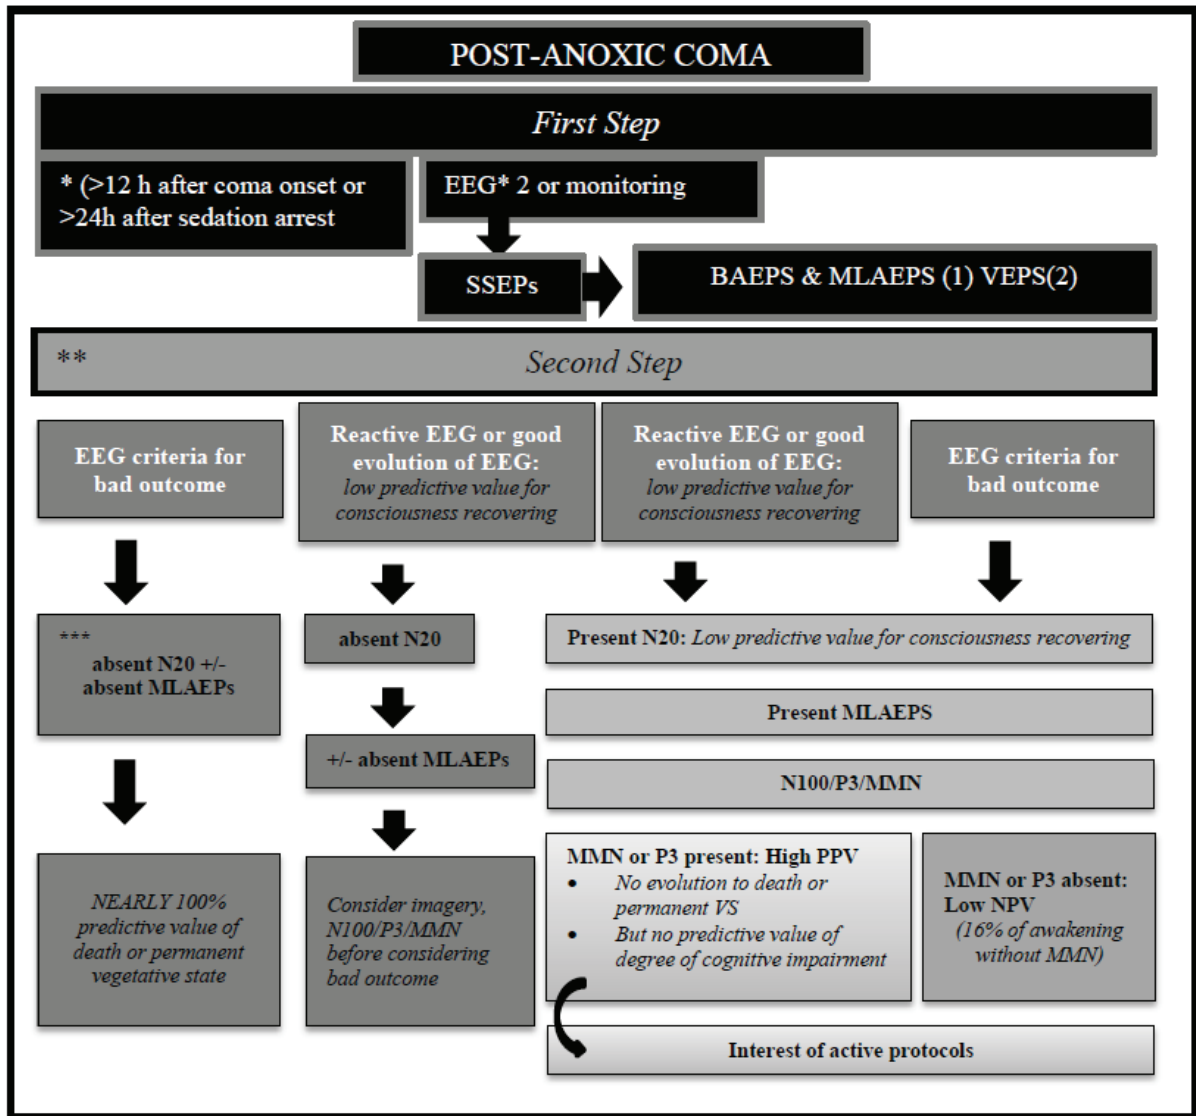 POST-ANOXIC COMA
First Step
* (>12 h after coma onset or
>24h after sedation arrest
EEG* 2 or monitoring
SSEPs
BAEPS & MLAEPS (1) VEPS(2)
**
Second Step
EEG criteria for
bad outcome
Reactive EEG or good
evolution of EEG:
low predictive value for
consciousness recovering
Reactive EEG or good
evolution of EEG:
low predictive value for
consciousness recovering
EEG criteria for
bad outcome
***
absent N20 +/-
absent MLAEPs
absent N20
Present N20: Low predictive value for consciousness recovering
Present MLAEPS
+/- absent MLAEPs
N100/P3/MMN
NEARLY 100%
predictive value of
death or permanent
vegetative state
Consider imagery,
N100/P3/MMN
before considering
bad outcome
MMN or P3 present: High PPV
• No evolution to death or
permanent VS
• But no predictive value of
degree of cognitive impairment
MMN or P3 absent:
Low NPV
(16% of awakening
without MMN)
Interest of active protocols